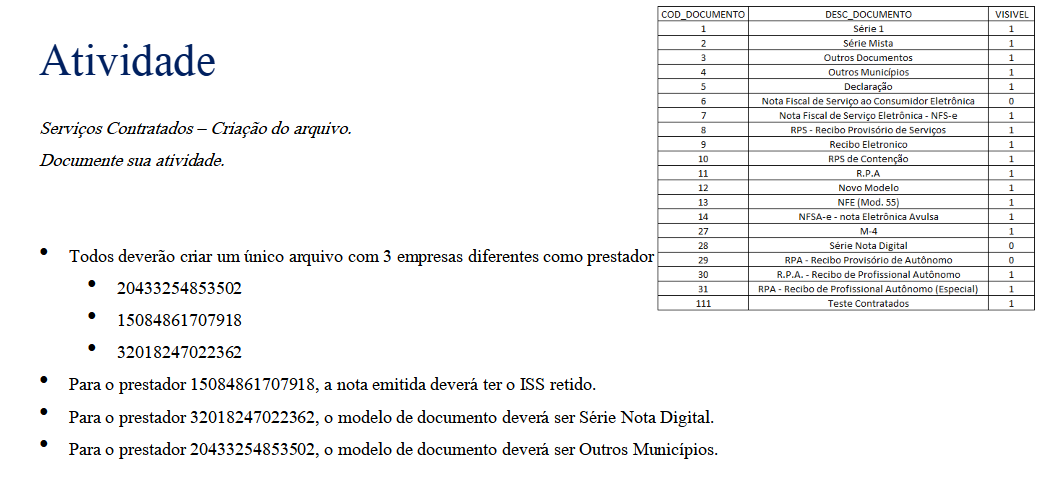 Atividade
Serviços Contratados – Criação do arquivo.
Documente sua atividade.
COD_DOCUMENTO DESC_DOCUMENTO VISIVEL
1 Série 1 1
2 Série Mista 1
3 Outros Documentos 1
4 Outros Municípios 1
5 Declaração 1
6 Nota Fiscal de Serviço ao Consumidor Eletrônica 0
7 Nota Fiscal de Serviço Eletrônica - NFS-e 1
8 RPS - Recibo Provisório de Serviços 1
9 Recibo Eletronico 1
10 RPS de Contenção 1
11 R.P.A 1
12 Novo Modelo 1
13 NFE (Mod. 55) 1
14 NFSA-e - nota Eletrônica Avulsa 1
27 M-4 1
28 Série Nota Digital 0
29 RPA - Recibo Provisório de Autônomo 0
30 R.P.A. - Recibo de Profissional Autônomo 1
31 RPA - Recibo de Profissional Autônomo (Especial) 1
111 Teste Contratados 1
• Todos deverão criar um único arquivo com 3 empresas diferentes como prestador
• 20433254853502
• 15084861707918
• 32018247022362
• Para o prestador 15084861707918, a nota emitida deverá ter o ISS retido.
• Para o prestador 32018247022362, o modelo de documento deverá ser Série Nota Digital.
• Para o prestador 20433254853502, o modelo de documento deverá ser Outros Municípios.